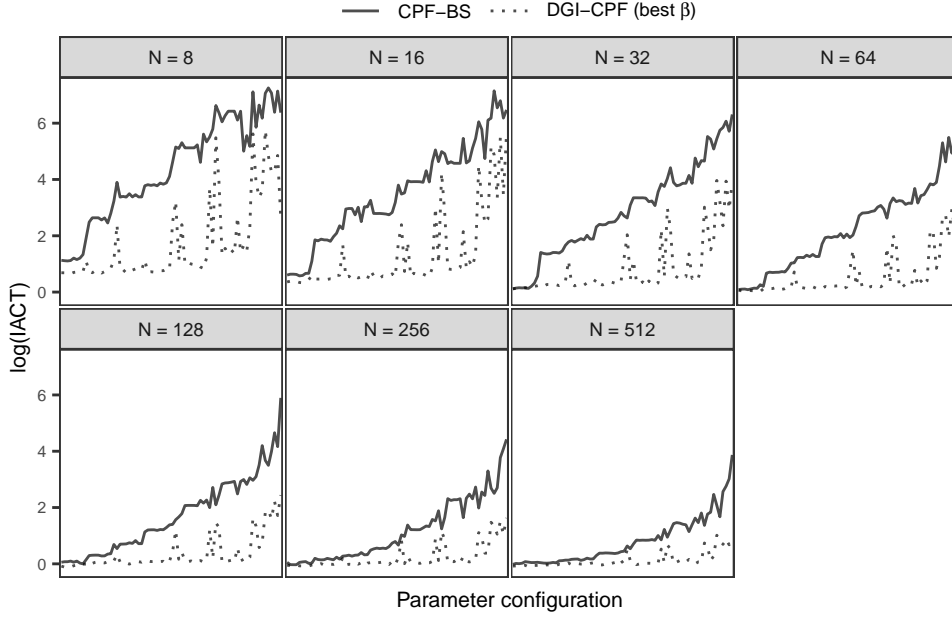 CPF−BS DGI−CPF (best β)
N = 8 N = 16 N = 32 N = 64
6
4
2
0
N = 128 N = 256 N = 512
6
4
2
0
log(IACT)
Parameter configuration